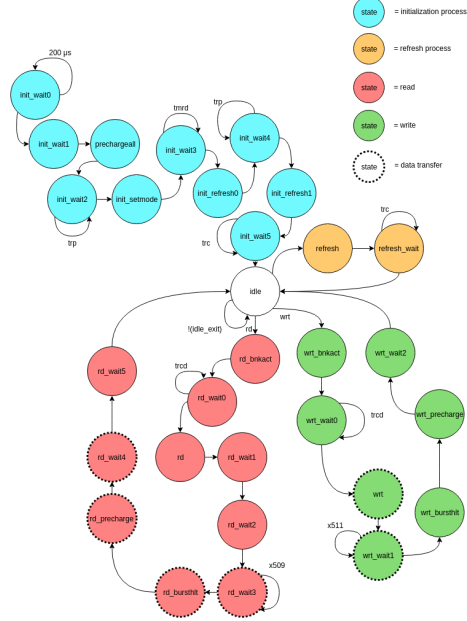 state = initialization process
200 µs
init_wait0
state = refresh process
state = read
trp
tmrd
state = write
init_wait1
prechargeall
init_wait3
init_wait4
state = data transfer
init_wait2
init_setmode
init_refresh0
init_refresh1
trp
trc
init_wait5
trc
refresh
refresh_wait
idle
!(idle_exit)
rd
wrt
rd_bnkact
wrt_bnkact
wrt_wait2
rd_wait5
trcd
rd_wait0
trcd
wrt_wait0
wrt_precharge
rd_wait4
rd
rd_wait1
wrt
rd_precharge
rd_wait2
wrt_bursthlt
x511
wrt_wait1
x509
rd_bursthlt
rd_wait3